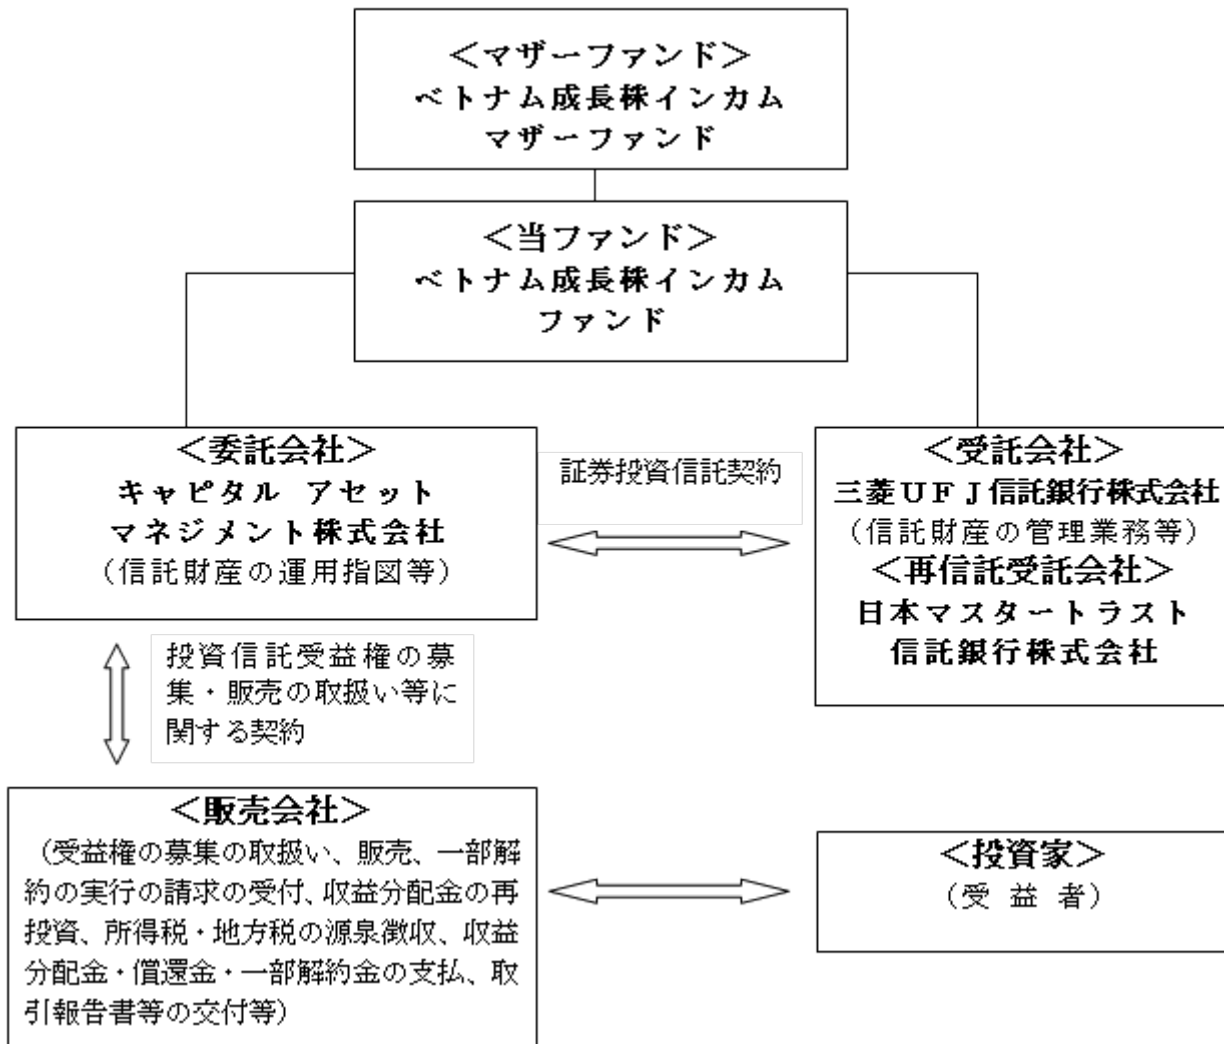 ＜マザーファンド＞
ベトナム成長株インカム
マザーファンド
＜当ファンド＞
ベトナム成長株インカム
ファンド
＜委託会社＞
キャピタル アセット
マネジメント株式会社
（信託財産の運用指図等）
証券投資信託契約
＜受託会社＞
三菱ＵＦＪ信託銀行株式会社
（信託財産の管理業務等）
＜再信託受託会社＞
日本マスタートラスト
信託銀行株式会社
投資信託受益権の募
集・販売の取扱い等に
関する契約
＜販売会社＞
（受益権の募集の取扱い、販売、一部解
約の実行の請求の受付、収益分配金の再
投資、所得税・地方税の源泉徴収、収益
分配金・償還金・一部解約金の支払、取
引報告書等の交付等）
＜投資家＞
（受 益 者）